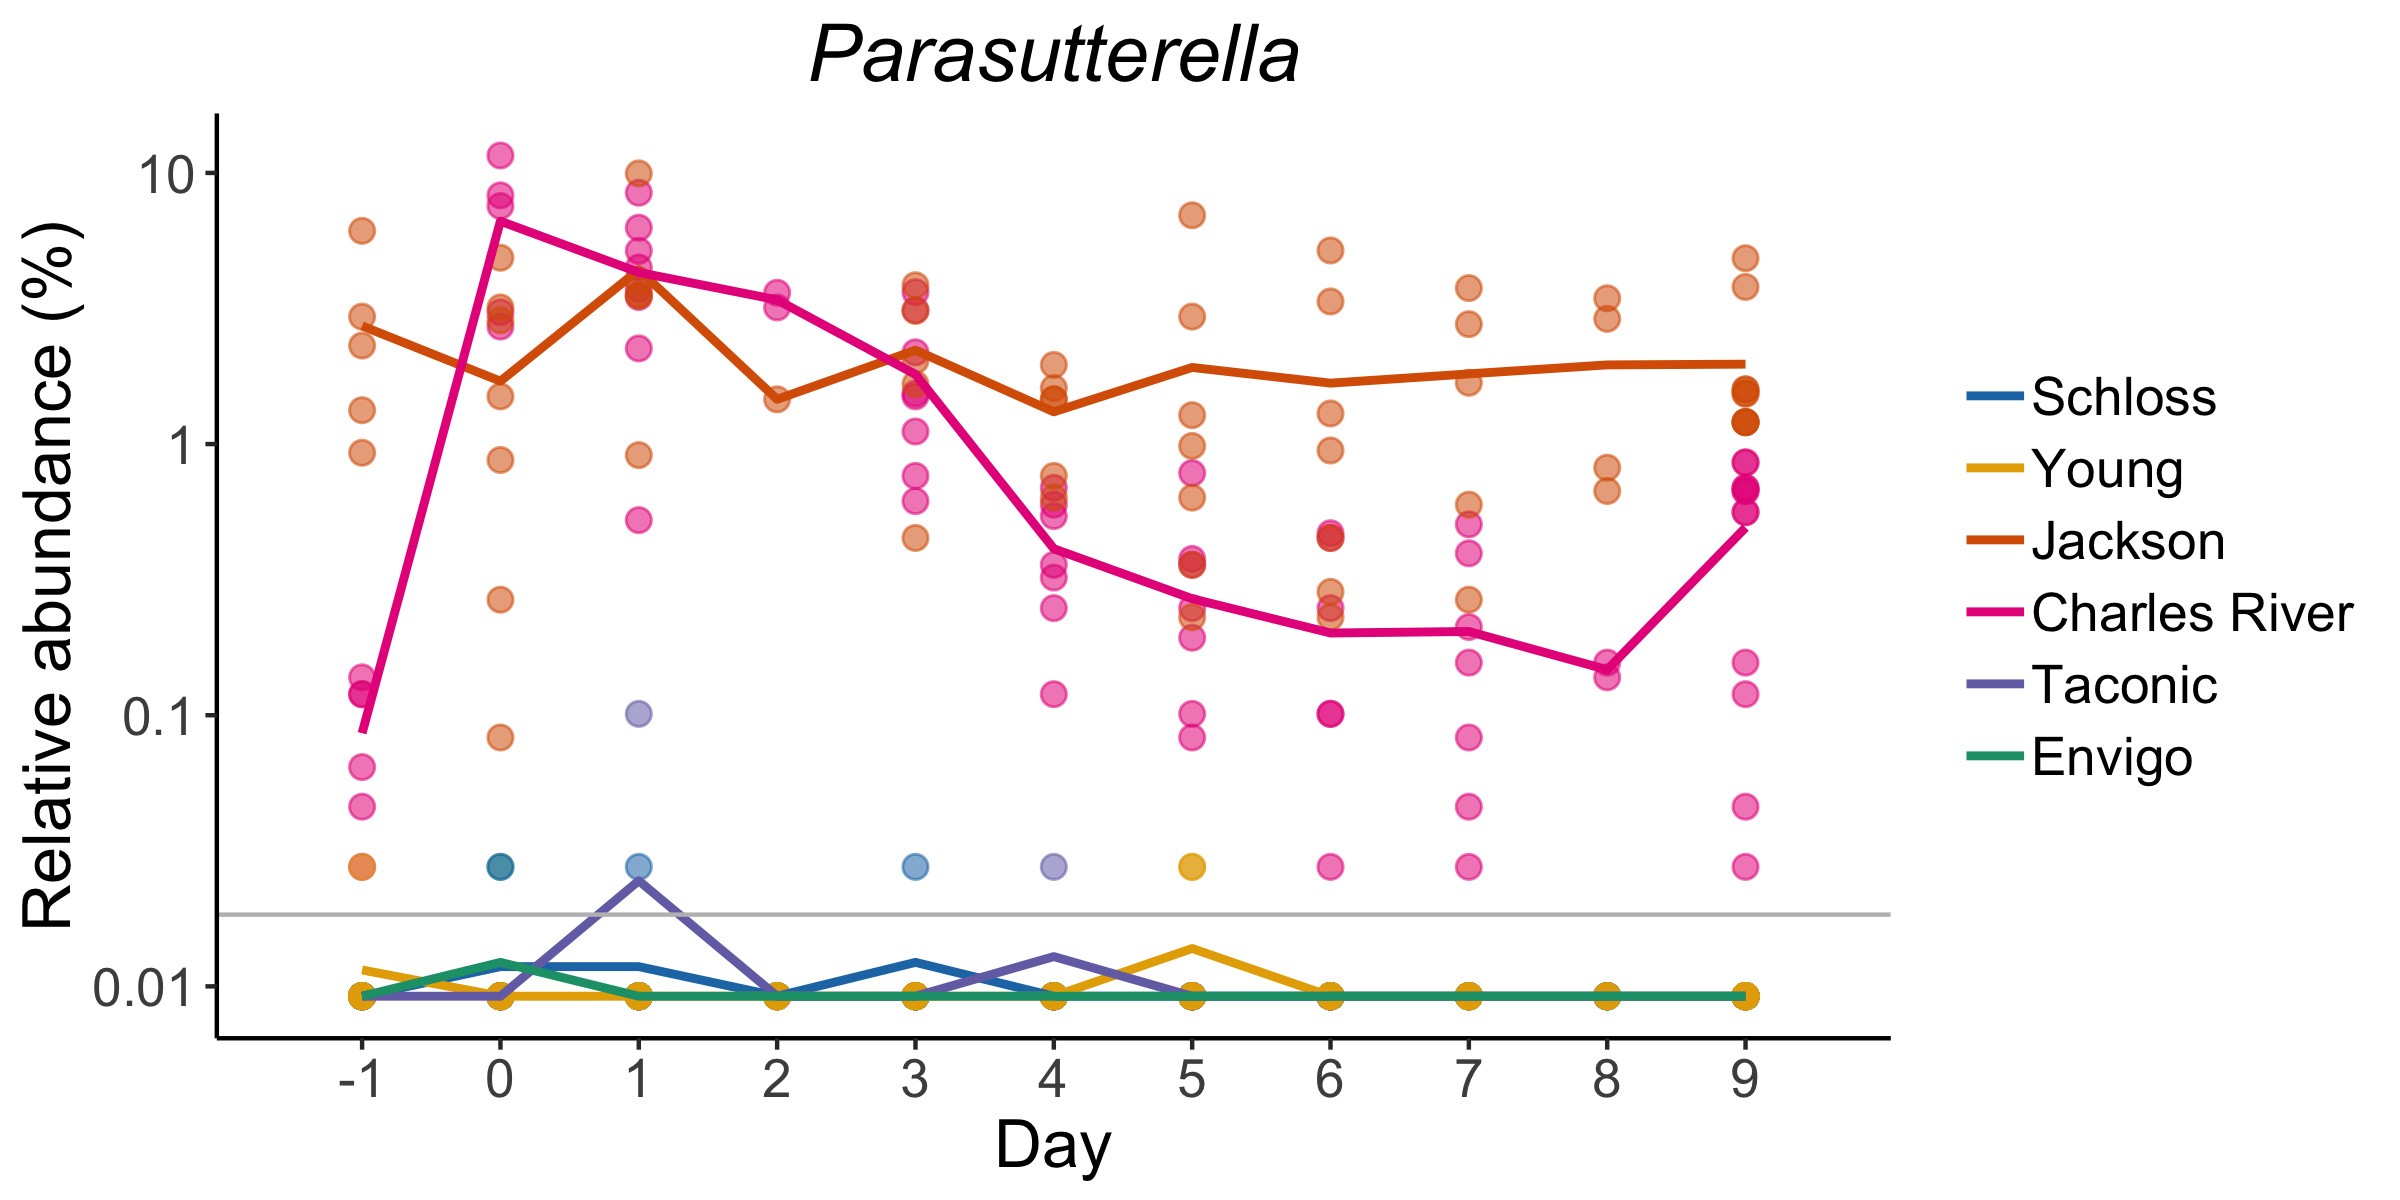 Parasutterella
Relative abundance (%)
10
1
0.1
0.01
-1 0 1 2 3 4 5 6 7 8 9
Day
Schloss
Young
Jackson
Charles River
Taconic
Envigo